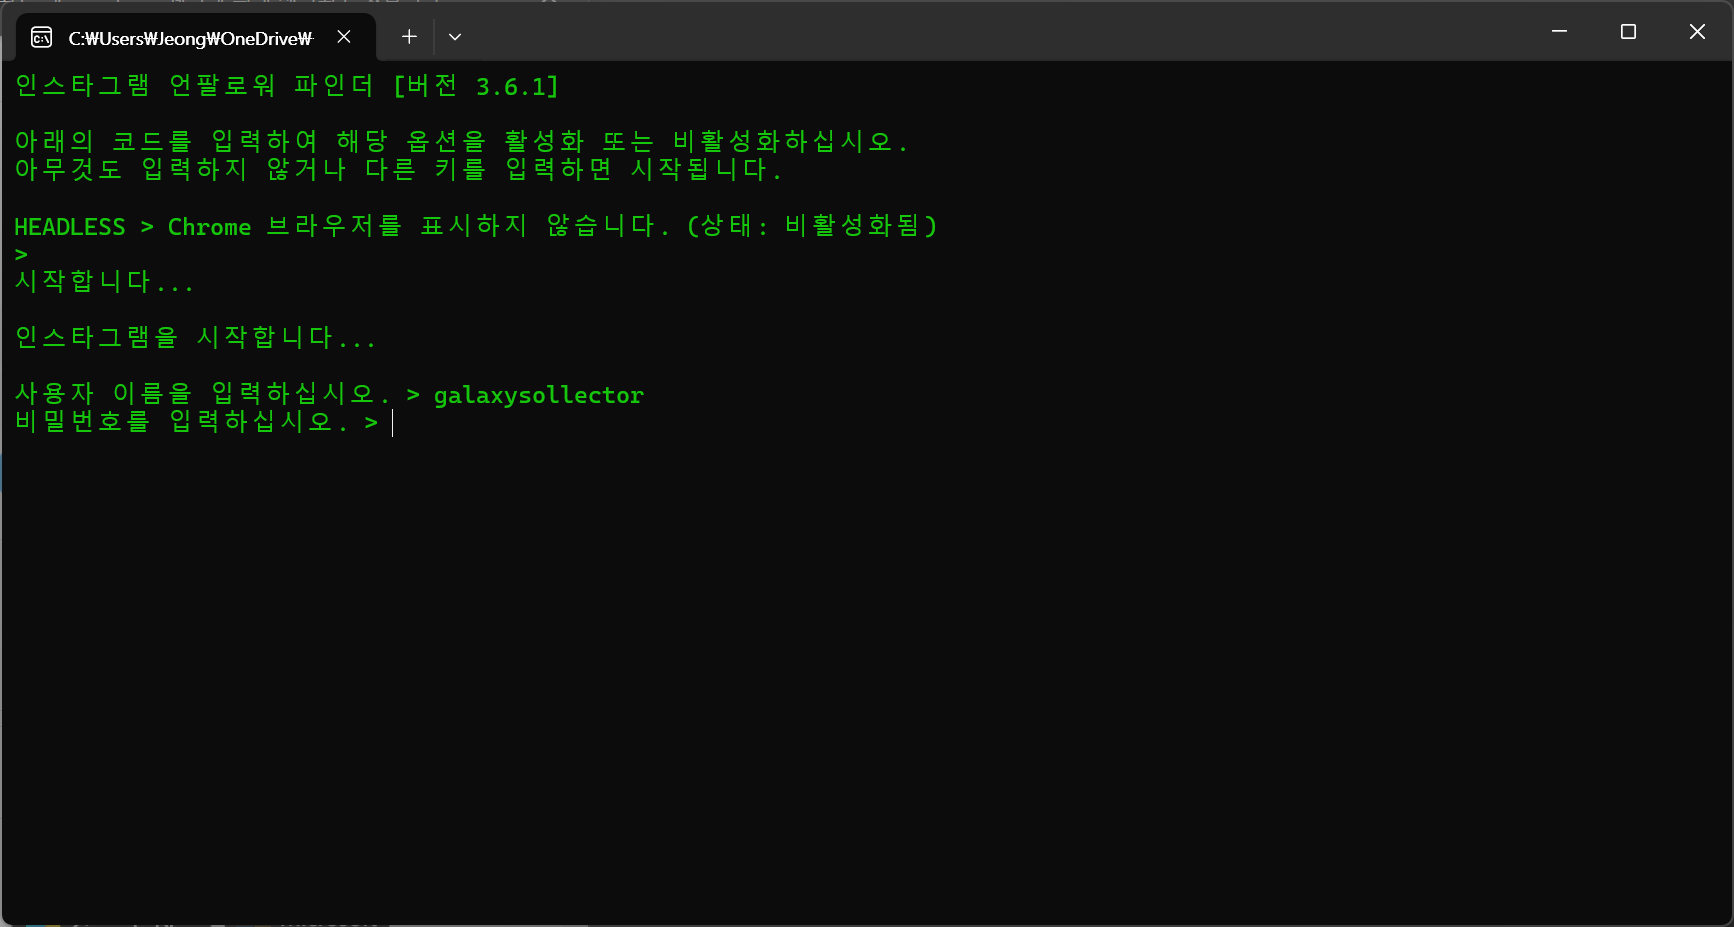 C:₩Users₩Jeong₩OneDrive₩
인스타그램 언팔로워 파인더 [버전 3.6.1]
아래의 코드를 입력하여 해당 옵션을 활성화 또는 비활성화하십시오.
아무것도 입력하지 않거나 다른 키를 입력하면 시작됩니다.
HEADLESS > Chrome 브라우저를 표시하지 않습니다. (상태: 비활성화됨)
>
시작합니다...
인스타그램을 시작합니다...
사용자 이름을 입력하십시오. > galaxysollector
비밀번호를 입력하십시오. >